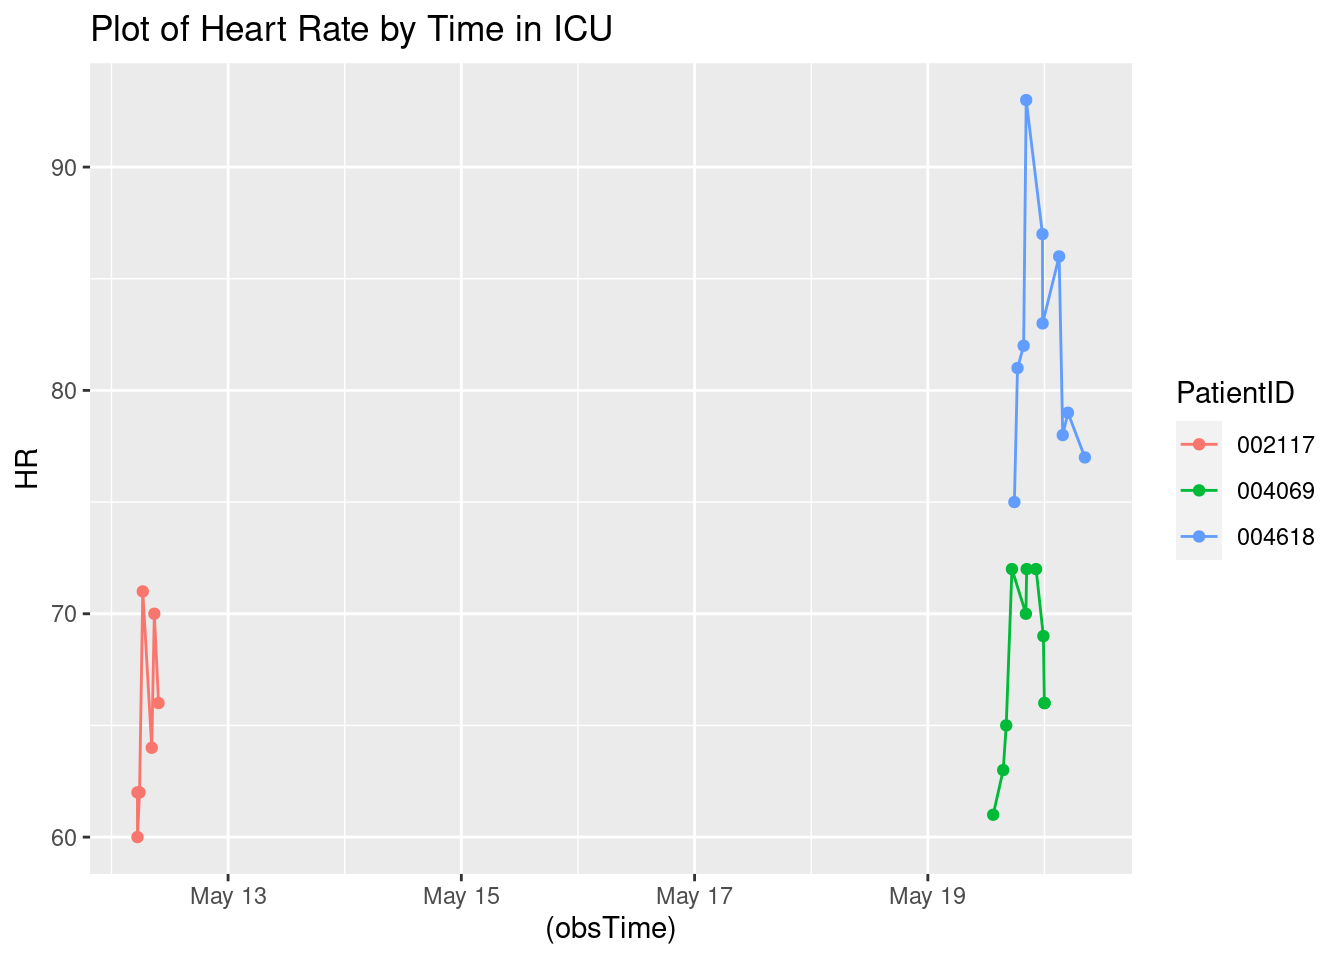 Plot of Heart Rate by Time in ICU
90
80
70
60
HR
May 13
May 15
May 17
May 19
(obsTime)
PatientID
002117
004069
004618